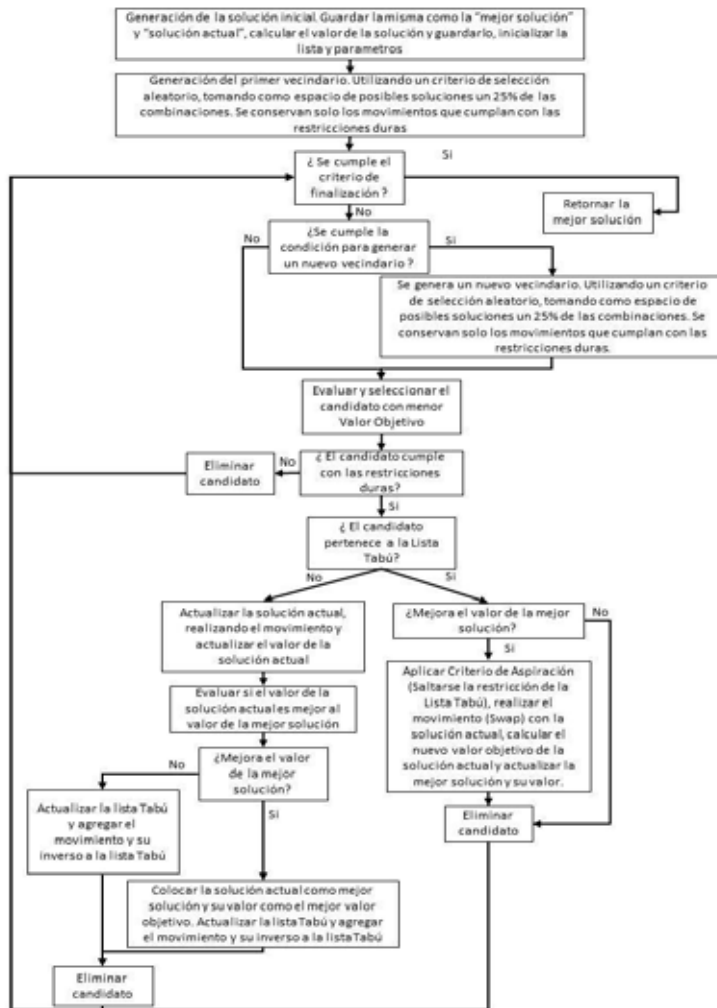 Generación de la solución inicial. Guardar la misma como la "mejor solución"
y "solución actual", calcular el valor de la solución y guardarlo, inicializar la
lista y parametros
Generación del primer vecindario. Utilizando un criterio de selección
aleatorio, tomando como espacio de posibles soluciones un 25% de las
combinaciones. Se conservan solo los movimientos que cumplan con las
restricciones duras
Si
¿ Se cumple el
criterio de
finalización ?
Retornar la
mejor solución
No
¿Se cumple la
condición para generar
un nuevo vecindario ?
No
Si
Se genera un nuevo vecindario. Utilizando un criterio
de selección aleatorio, tomando como espacio de
posibles soluciones un 25% de las combinaciones. Se
conservan solo los movimientos que cumplan con las
restricciones duras.
Evaluar y seleccionar el
candidato con menor
Valor Objetivo
Eliminar
candidato
No
¿ El candidato cumple
con las restricciones
duras?
Si
¿ El candidato
pertenece a la Lista
Tabú?
No
Si
Actualizar la solución actual,
realizando el movimiento y
actualizar el valor de la
solución actual
¿Mejora el valor de la mejor
solución?
No
Si
Evaluar si el valor de la
solución actual es mejor al
valor de la mejor solución
Aplicar Criterio de Aspiración
(Saltarse la restricción de la
Lista Tabú), realizar el
movimiento (Swap) con la
solución actual, calcular el
nuevo valor objetivo de la
solución actual y actualizar la
mejor solución y su valor.
No
¿Mejora el valor
de la mejor
solución?
Si
Actualizar la lista Tabú
y agregar el
movimiento y su
inverso a la lista Tabú
Eliminar
candidato
Colocar la solución actual como mejor
solución y su valor como el mejor valor
objetivo. Actualizar la lista Tabú y agregar
el movimiento y su inverso a la lista Tabú
Eliminar
candidato